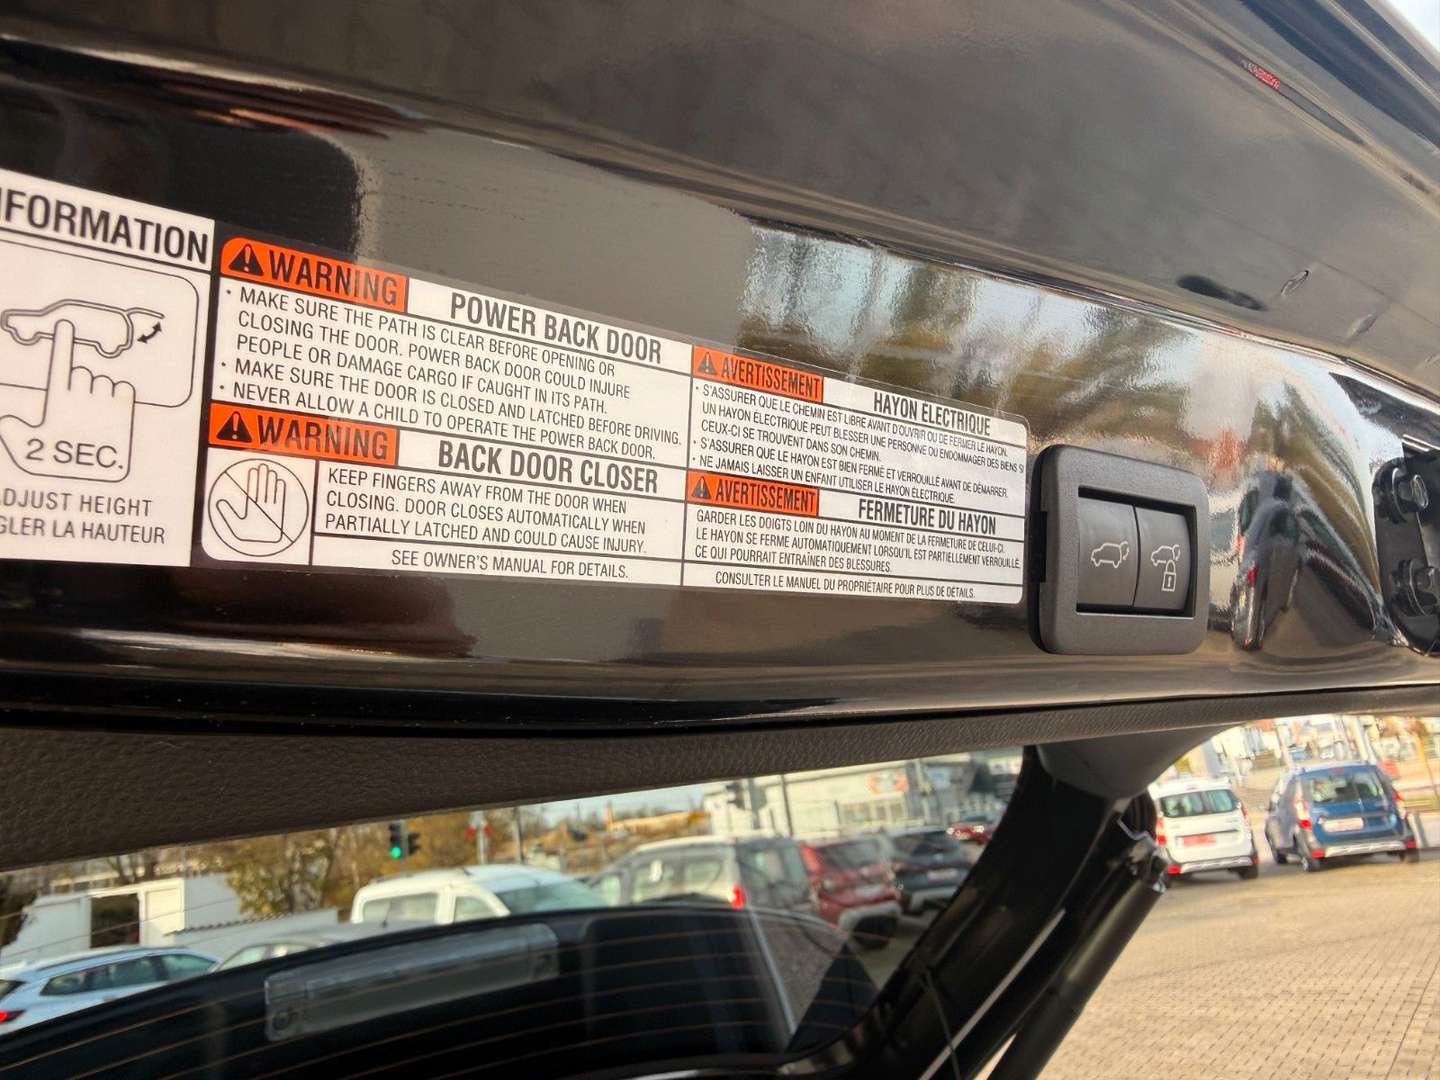 INFORMATION
2 SEC.
ADJUST HEIGHT
GLER LA HAUTEUR
WARNING
POWER BACK DOOR
· MAKE SURE THE PATH IS CLEAR BEFORE OPENING OR
CLOSING THE DOOR. POWER BACK DOOR COULD INJURE
PEOPLE OR DAMAGE CARGO IF CAUGHT IN ITS PATH.
· MAKE SURE THE DOOR IS CLOSED AND LATCHED BEFORE DRIVING.
· NEVER ALLOW A CHILD TO OPERATE THE POWER BACK DOOR.
WARNING
BACK DOOR CLOSER
KEEP FINGERS AWAY FROM THE DOOR WHEN
CLOSING. DOOR CLOSES AUTOMATICALLY WHEN
PARTIALLY LATCHED AND COULD CAUSE INJURY.
SEE OWNER'S MANUAL FOR DETAILS.
AVERTISSEMENT
HAYON ÉLECTRIQUE
· S'ASSURER QUE LE CHEMIN EST LIBRE AVANT D'OUVRIR OU DE FERMER LE HAYON.
UN HAYON ÉLECTRIQUE PEUT BLESSER UNE PERSONNE OU ENDOMMAGER DES BIENS SI
CEUX-CI SE TROUVENT DANS SON CHEMIN.
· S'ASSURER QUE LE HAYON EST BIEN FERMÉ ET VERROUILLÉ AVANT DE DÉMARRER.
· NE JAMAIS LAISSER UN ENFANT UTILISER LE HAYON ÉLECTRIQUE.
AVERTISSEMENT
FERMETURE DU HAYON
GARDER LES DOIGTS LOIN DU HAYON AU MOMENT DE LA FERMETURE DE CELUI-CI.
LE HAYON SE FERME AUTOMATIQUEMENT LORSQU'IL EST PARTIELLEMENT VERROUILLÉ,
CE QUI POURRAIT ENTRAÎNER DES BLESSURES.
CONSULTER LE MANUEL DU PROPRIÉTAIRE POUR PLUS DE DÉTAILS.